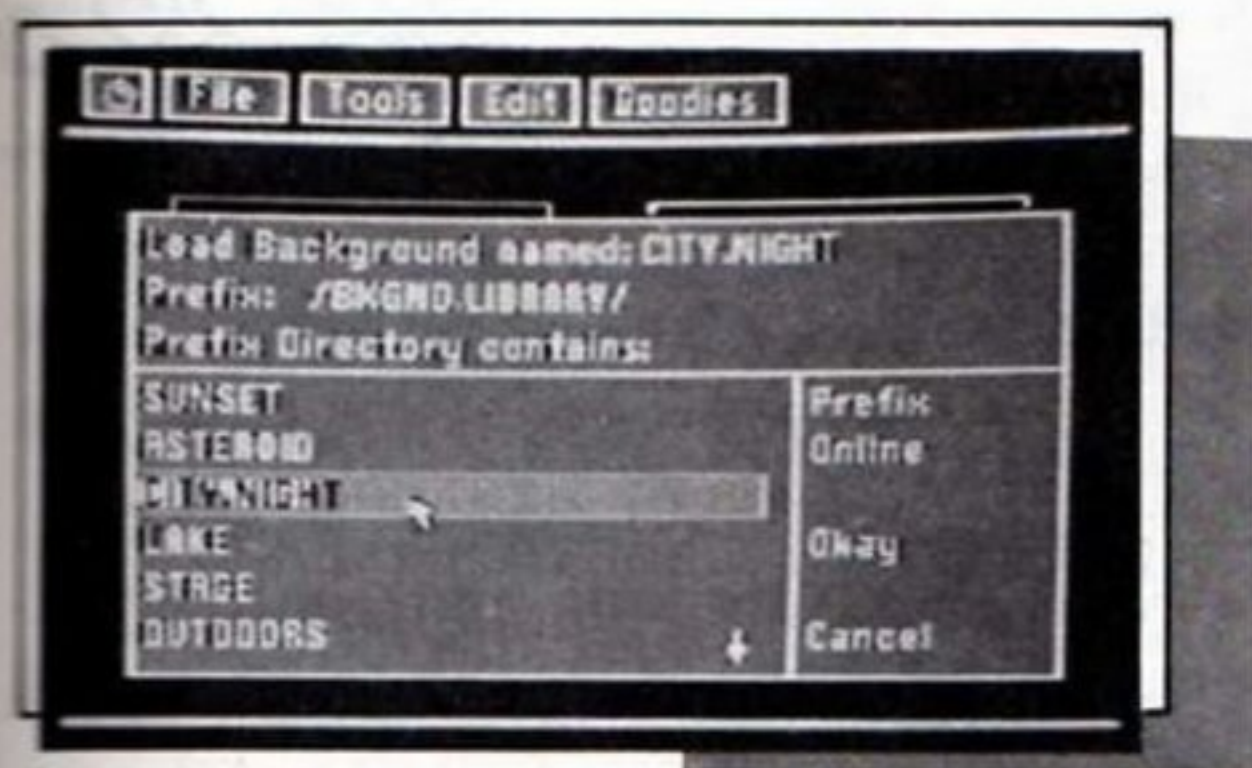 File Tools Edit Goodies
Load Background named: CITY.NIGHT
Prefix: /BKGND.LIBRARY/
Prefix Directory contains:
SUNSET
ASTEROID
CITY.NIGHT
LAKE
STAGE
OUTDOORS
Prefix
Online
Okay
Cancel